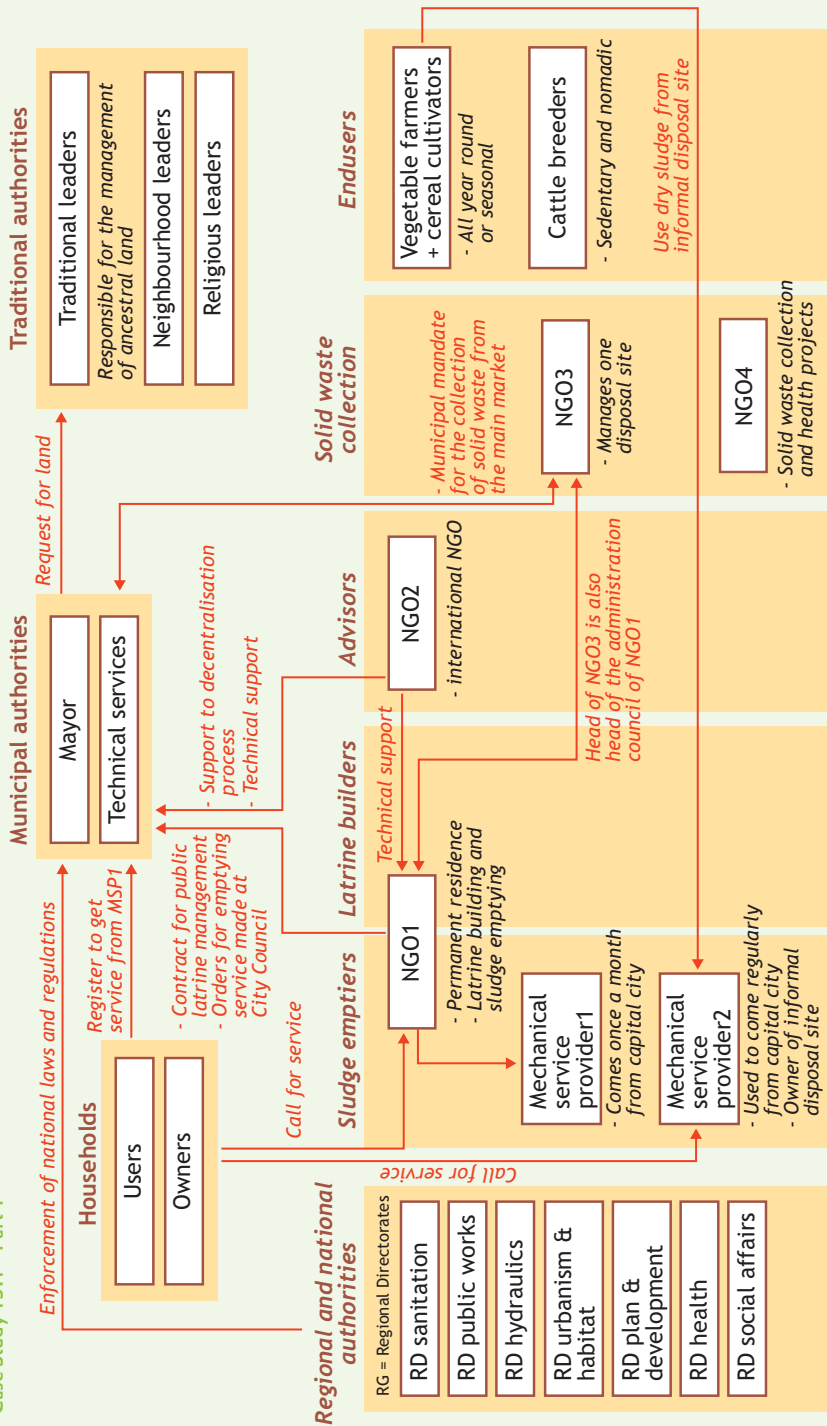 Case Study
Municipal authorities
Mayor
Technical services
Traditional authorities
Traditional leaders
Responsible for the management
of ancestral land
Neighbourhood leaders
Religious leaders
Request for land
Enforcement of national laws and regulations
Households
Users
Owners
Register to get
service from MSP1
- Contract for public
latrine management
- Orders for emptying
service made at
City Council
- Support to decentralisation
process
- Technical support
Call for service
Call for service
Technical support
- Municipal mandate
for the collection
of solid waste from
the main market
Head of NGO3 is also
head of the administration
council of NGO1
Use dry sludge from
informal disposal site
Regional and national
authorities
RG = Regional Directorates
RD sanitation
RD public works
RD hydraulics
RD urbanism &
habitat
RD plan &
development
RD health
RD social affairs
Sludge emptiers
Latrine builders
NGO1
- Permanent residence
- Latrine building and
sludge emptying
Mechanical
service
provider1
- Comes once a month
from capital city
Mechanical
service
provider2
- Used to come regularly
from capital city
- Owner of informal
disposal site
Advisors
NGO2
- international NGO
Solid waste
collection
NGO3
- Manages one
disposal site
NGO4
- Solid waste collection
and health projects
Endusers
Vegetable farmers
+ cereal cultivators
- All year round
or seasonal
Cattle breeders
- Sedentary and nomadic